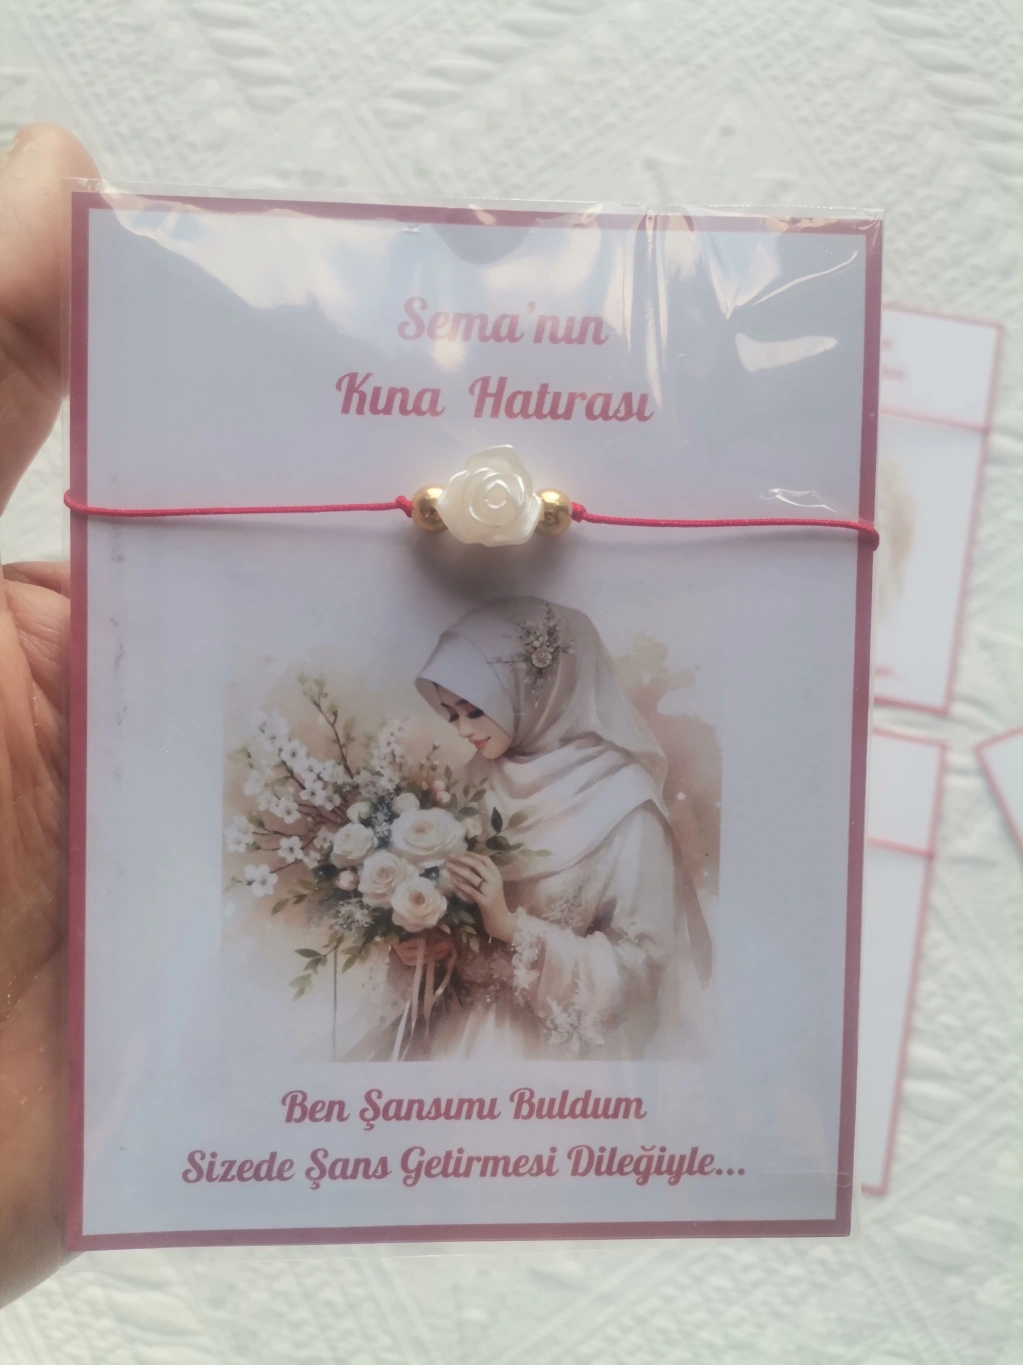 Sema'nın
Kına Hatırası
Ben Şansımı Buldum
Sizede Şans Getirmesi Dileğiyle...